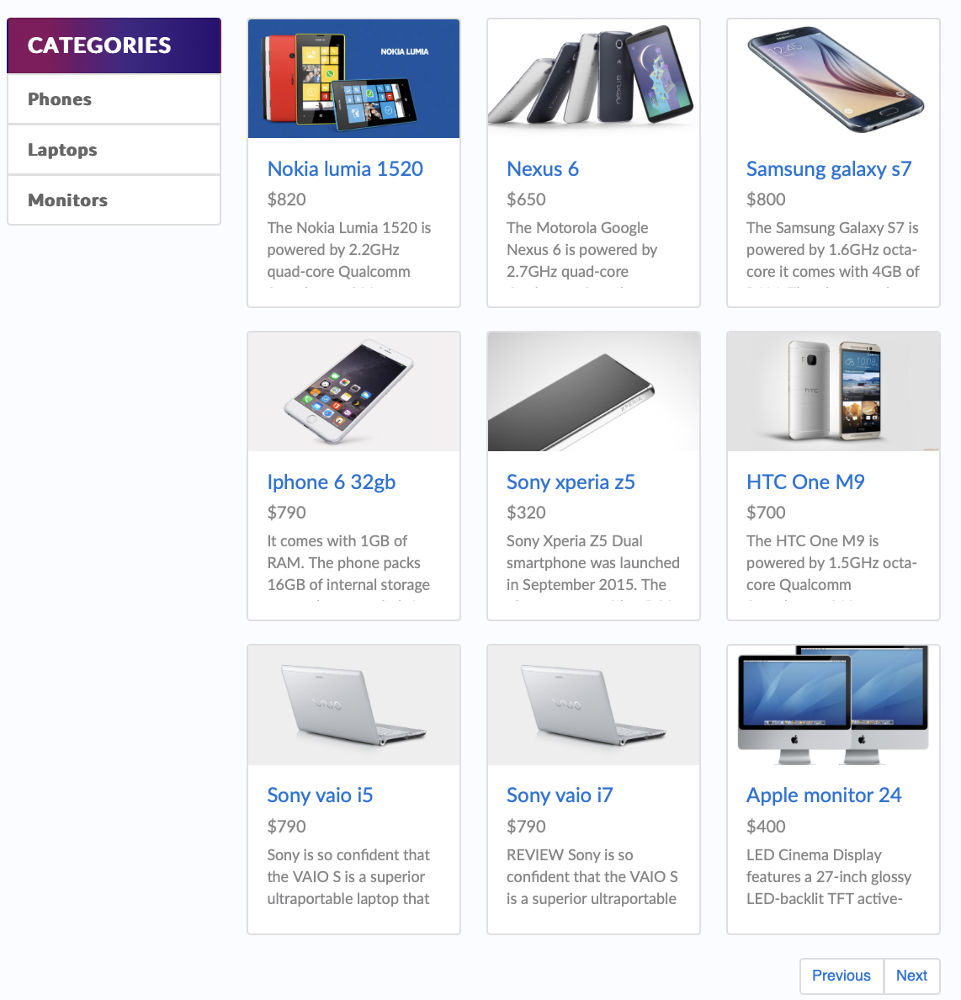 CATEGORIES
Phones
Laptops
Monitors
NOKIA LUMIA
Nokia lumia 1520
$820
The Nokia Lumia 1520 is
powered by 2.2GHz
quad-core Qualcomm
nexus
Nexus 6
$650
The Motorola Google
Nexus 6 is powered by
2.7GHz quad-core
12:45
Samsung galaxy s7
$800
The Samsung Galaxy S7 is
powered by 1.6GHz octa-
core it comes with 4GB of
Iphone 6 32gb
$790
It comes with 1GB of
RAM. The phone packs
16GB of internal storage
XPERIA
Sony xperia z5
$320
Sony Xperia Z5 Dual
smartphone was launched
in September 2015. The
hTC
HTC One M9
$700
The HTC One M9 is
powered by 1.5GHz octa-
core Qualcomm
VAIO
Sony vaio i5
$790
Sony is so confident that
the VAIO S is a superior
ultraportable laptop that
VAIO
Sony vaio i7
$790
REVIEW Sony is so
confident that the VAIO S
is a superior ultraportable
Apple monitor 24
$400
LED Cinema Display
features a 27-inch glossy
LED-backlit TFT active-
Previous
Next